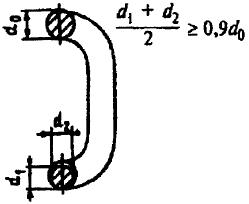 d₀
(d₁ + d₂)/2 ≥ 0,9d₀
d₂
d₁